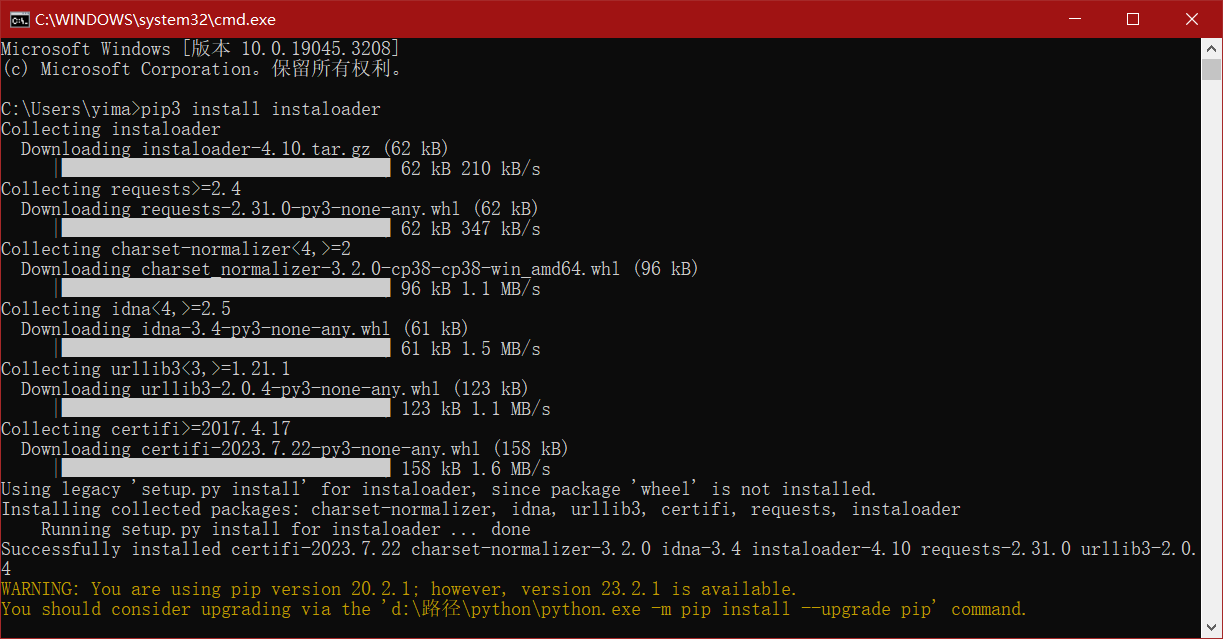 C:\WINDOWS\system32\cmd.exe
Microsoft Windows [版本 10.0.19045.3208]
(c) Microsoft Corporation。保留所有权利。
C:\Users\yima>pip3 install instaloader
Collecting instaloader
  Downloading instaloader-4.10.tar.gz (62 kB)
     |████████████████████████████████| 62 kB 210 kB/s
Collecting requests>=2.4
  Downloading requests-2.31.0-py3-none-any.whl (62 kB)
     |████████████████████████████████| 62 kB 347 kB/s
Collecting charset-normalizer<4,>=2
  Downloading charset_normalizer-3.2.0-cp38-cp38-win_amd64.whl (96 kB)
     |████████████████████████████████| 96 kB 1.1 MB/s
Collecting idna<4,>=2.5
  Downloading idna-3.4-py3-none-any.whl (61 kB)
     |████████████████████████████████| 61 kB 1.5 MB/s
Collecting urllib3<3,>=1.21.1
  Downloading urllib3-2.0.4-py3-none-any.whl (123 kB)
     |████████████████████████████████| 123 kB 1.1 MB/s
Collecting certifi>=2017.4.17
  Downloading certifi-2023.7.22-py3-none-any.whl (158 kB)
     |████████████████████████████████| 158 kB 1.6 MB/s
Using legacy 'setup.py install' for instaloader, since package 'wheel' is not installed.
Installing collected packages: charset-normalizer, idna, urllib3, certifi, requests, instaloader
    Running setup.py install for instaloader ... done
Successfully installed certifi-2023.7.22 charset-normalizer-3.2.0 idna-3.4 instaloader-4.10 requests-2.31.0 urllib3-2.0.
4
WARNING: You are using pip version 20.2.1; however, version 23.2.1 is available.
You should consider upgrading via the 'd:\路径\python\python.exe -m pip install --upgrade pip' command.